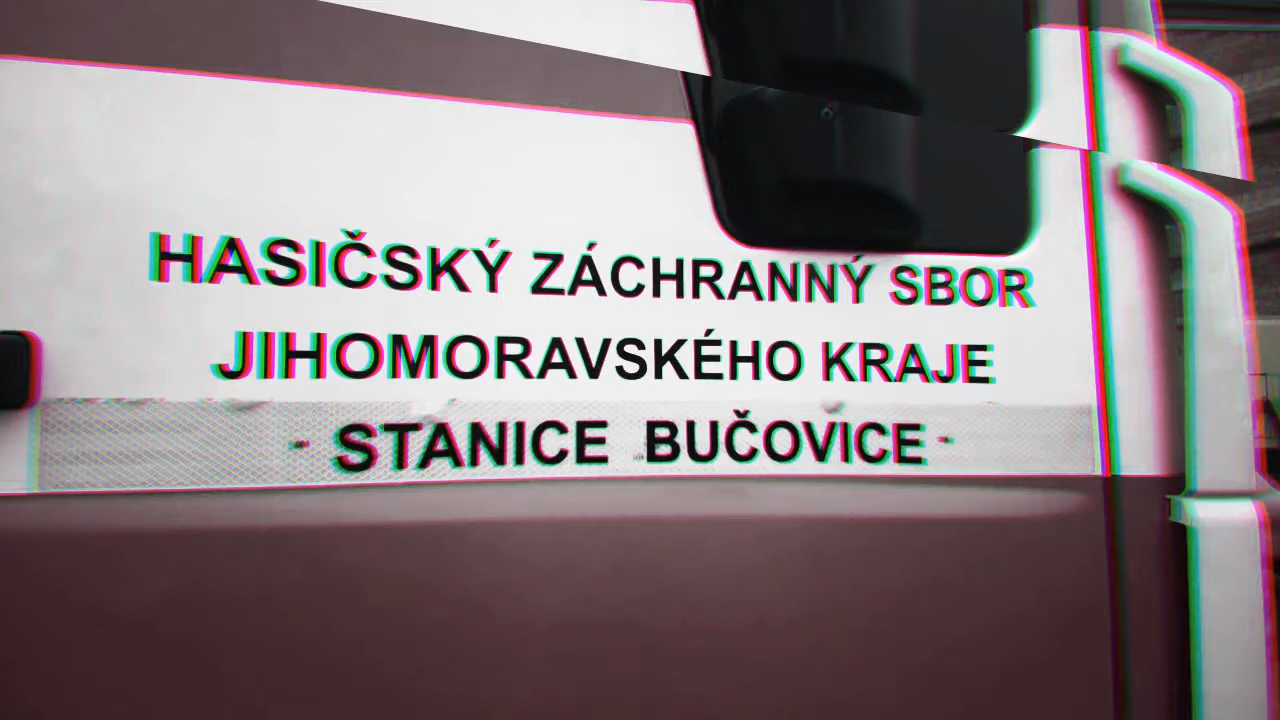 HASIČSKÝ ZÁCHRANNÝ SBOR
JIHOMORAVSKÉHO KRAJE
- STANICE BUČOVICE -